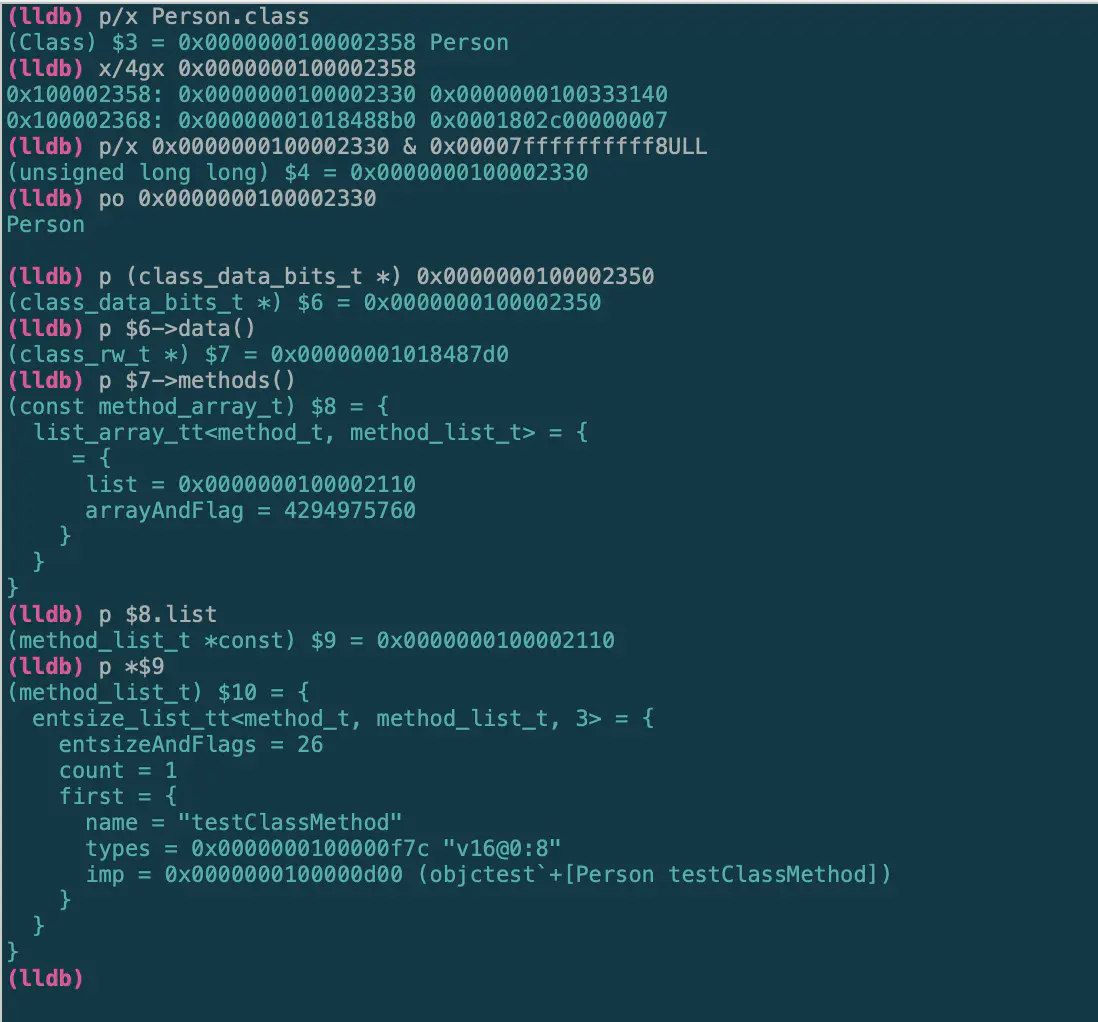 (lldb) p/x Person.class
(Class) $3 = 0x0000000100002358 Person
(lldb) x/4gx 0x0000000100002358
0x100002358: 0x0000000100002330 0x0000000100333140
0x100002368: 0x00000001018488b0 0x0001802c00000007
(lldb) p/x 0x0000000100002330 & 0x00007ffffffffff8ULL
(unsigned long long) $4 = 0x0000000100002330
(lldb) po 0x0000000100002330
Person
(lldb) p (class_data_bits_t *) 0x0000000100002350
(class_data_bits_t *) $6 = 0x0000000100002350
(lldb) p $6->data()
(class_rw_t *) $7 = 0x00000001018487d0
(lldb) p $7->methods()
(const method_array_t) $8 = {
  list_array_tt<method_t, method_list_t> = {
     = {
      list = 0x0000000100002110
      arrayAndFlag = 4294975760
    }
  }
}
(lldb) p $8.list
(method_list_t *const) $9 = 0x0000000100002110
(lldb) p *$9
(method_list_t) $10 = {
  entsize_list_tt<method_t, method_list_t, 3> = {
    entsizeAndFlags = 26
    count = 1
    first = {
      name = "testClassMethod"
      types = 0x0000000100000f7c "v16@0:8"
      imp = 0x0000000100000d00 (objctest`+[Person testClassMethod])
    }
  }
}
(lldb)